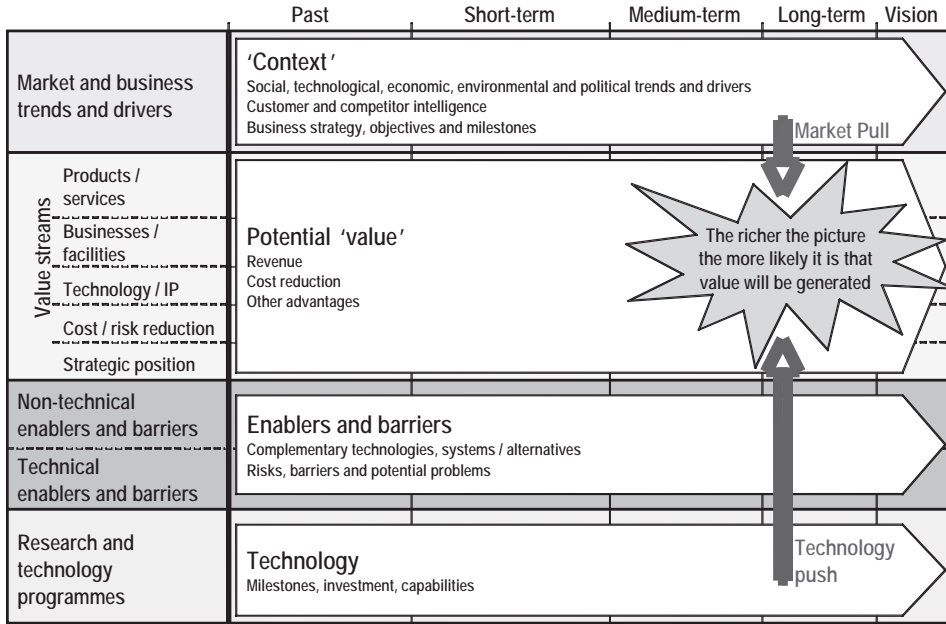 Past Short-term Medium-term Long-term Vision
Market and business
trends and drivers
'Context'
Social, technological, economic, environmental and political trends and drivers
Customer and competitor intelligence
Business strategy, objectives and milestones
Market Pull
Value streams
Products /
services
Businesses /
facilities
Technology / IP
Cost / risk reduction
Strategic position
Potential 'value'
Revenue
Cost reduction
Other advantages
The richer the picture
the more likely it is that
value will be generated
Non-technical
enablers and barriers
Technical
enablers and barriers
Enablers and barriers
Complementary technologies, systems / alternatives
Risks, barriers and potential problems
Research and
technology
programmes
Technology
Milestones, investment, capabilities
Technology
push